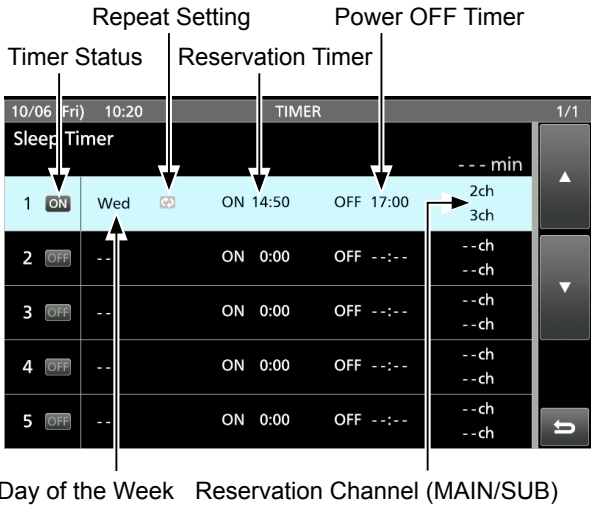 Repeat Setting Power OFF Timer
Timer Status Reservation Timer
10/06 (Fri) 10:20 TIMER 1/1
Sleep Timer
--- min
1 ON Wed ON 14:50 OFF 17:00 2ch
3ch
2 OFF -- ON 0:00 OFF --:-- --ch
--ch
3 OFF -- ON 0:00 OFF --:-- --ch
--ch
4 OFF -- ON 0:00 OFF --:-- --ch
--ch
5 OFF -- ON 0:00 OFF --:-- --ch
--ch
Day of the Week Reservation Channel (MAIN/SUB)